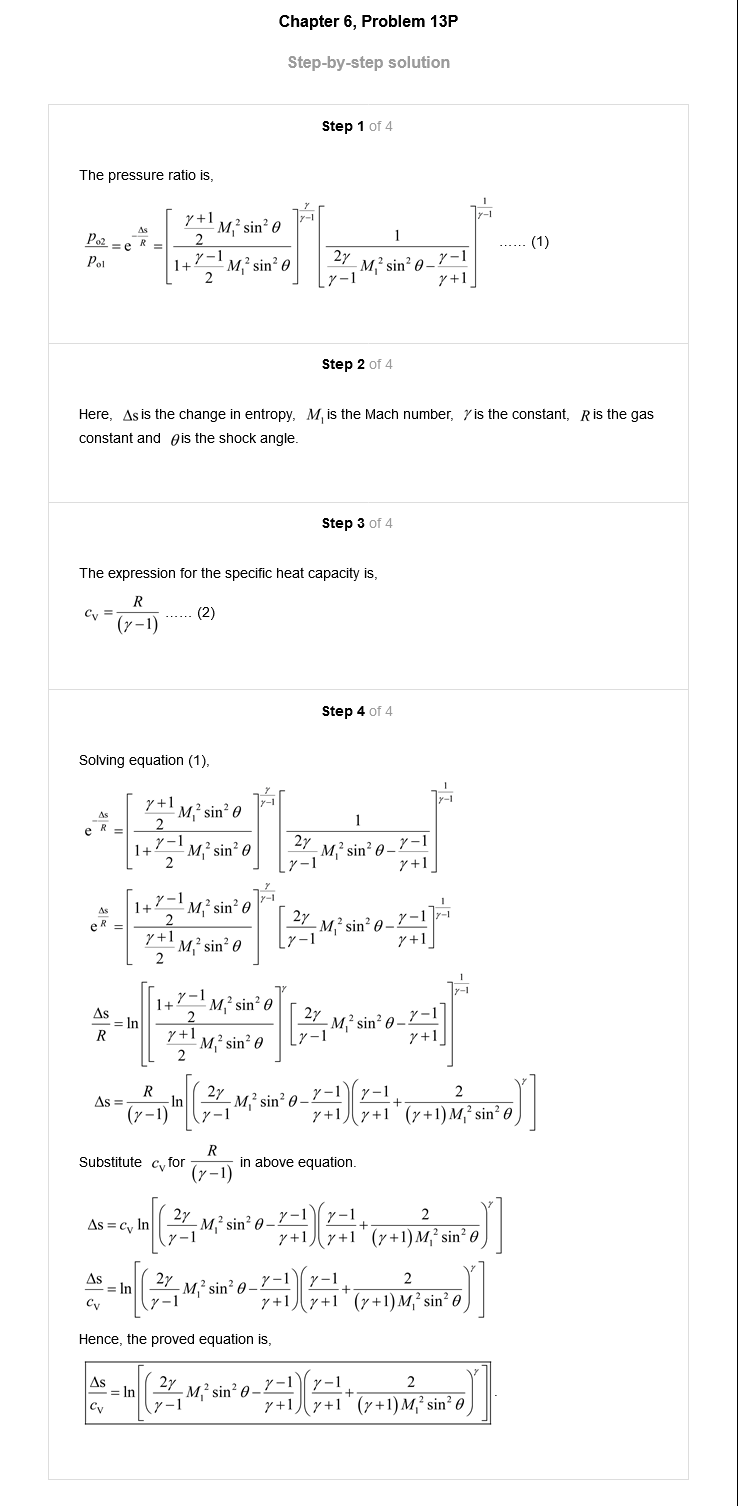 Chapter 6, Problem 13P
Step-by-step solution
Step 1 of 4
The pressure ratio is,
\frac{p_{o2}}{p_{o1}} = e^{-\frac{\Delta s}{R}} = \left[\frac{\frac{\gamma+1}{2}M_1^2\sin^2\theta}{1+\frac{\gamma-1}{2}M_1^2\sin^2\theta}\right]^{\frac{\gamma}{\gamma-1}}\left[\frac{1}{\frac{2\gamma}{\gamma-1}M_1^2\sin^2\theta-\frac{\gamma-1}{\gamma+1}}\right]^{\frac{1}{\gamma-1}} ...... (1)
Step 2 of 4
Here, Δs is the change in entropy, M_1 is the Mach number, γ is the constant, R is the gas
constant and θ is the shock angle.
Step 3 of 4
The expression for the specific heat capacity is,
c_v = \frac{R}{(\gamma-1)} ...... (2)
Step 4 of 4
Solving equation (1),
e^{-\frac{\Delta s}{R}} = \left[\frac{\frac{\gamma+1}{2}M_1^2\sin^2\theta}{1+\frac{\gamma-1}{2}M_1^2\sin^2\theta}\right]^{\frac{\gamma}{\gamma-1}}\left[\frac{1}{\frac{2\gamma}{\gamma-1}M_1^2\sin^2\theta-\frac{\gamma-1}{\gamma+1}}\right]^{\frac{1}{\gamma-1}}
e^{\frac{\Delta s}{R}} = \left[\frac{1+\frac{\gamma-1}{2}M_1^2\sin^2\theta}{\frac{\gamma+1}{2}M_1^2\sin^2\theta}\right]^{\frac{\gamma}{\gamma-1}}\left[\frac{2\gamma}{\gamma-1}M_1^2\sin^2\theta-\frac{\gamma-1}{\gamma+1}\right]^{\frac{1}{\gamma-1}}
\frac{\Delta s}{R} = \ln\left[\left[\frac{1+\frac{\gamma-1}{2}M_1^2\sin^2\theta}{\frac{\gamma+1}{2}M_1^2\sin^2\theta}\right]^{\gamma}\left[\frac{2\gamma}{\gamma-1}M_1^2\sin^2\theta-\frac{\gamma-1}{\gamma+1}\right]\right]^{\frac{1}{\gamma-1}}
\Delta s = \frac{R}{(\gamma-1)}\ln\left[\left(\frac{2\gamma}{\gamma-1}M_1^2\sin^2\theta-\frac{\gamma-1}{\gamma+1}\right)\left(\frac{\gamma-1}{\gamma+1}+\frac{2}{(\gamma+1)M_1^2\sin^2\theta}\right)^{\gamma}\right]
Substitute c_v for \frac{R}{(\gamma-1)} in above equation.
\Delta s = c_v \ln\left[\left(\frac{2\gamma}{\gamma-1}M_1^2\sin^2\theta-\frac{\gamma-1}{\gamma+1}\right)\left(\frac{\gamma-1}{\gamma+1}+\frac{2}{(\gamma+1)M_1^2\sin^2\theta}\right)^{\gamma}\right]
\frac{\Delta s}{c_v} = \ln\left[\left(\frac{2\gamma}{\gamma-1}M_1^2\sin^2\theta-\frac{\gamma-1}{\gamma+1}\right)\left(\frac{\gamma-1}{\gamma+1}+\frac{2}{(\gamma+1)M_1^2\sin^2\theta}\right)^{\gamma}\right]
Hence, the proved equation is,
\frac{\Delta s}{c_v} = \ln\left[\left(\frac{2\gamma}{\gamma-1}M_1^2\sin^2\theta-\frac{\gamma-1}{\gamma+1}\right)\left(\frac{\gamma-1}{\gamma+1}+\frac{2}{(\gamma+1)M_1^2\sin^2\theta}\right)^{\gamma}\right].